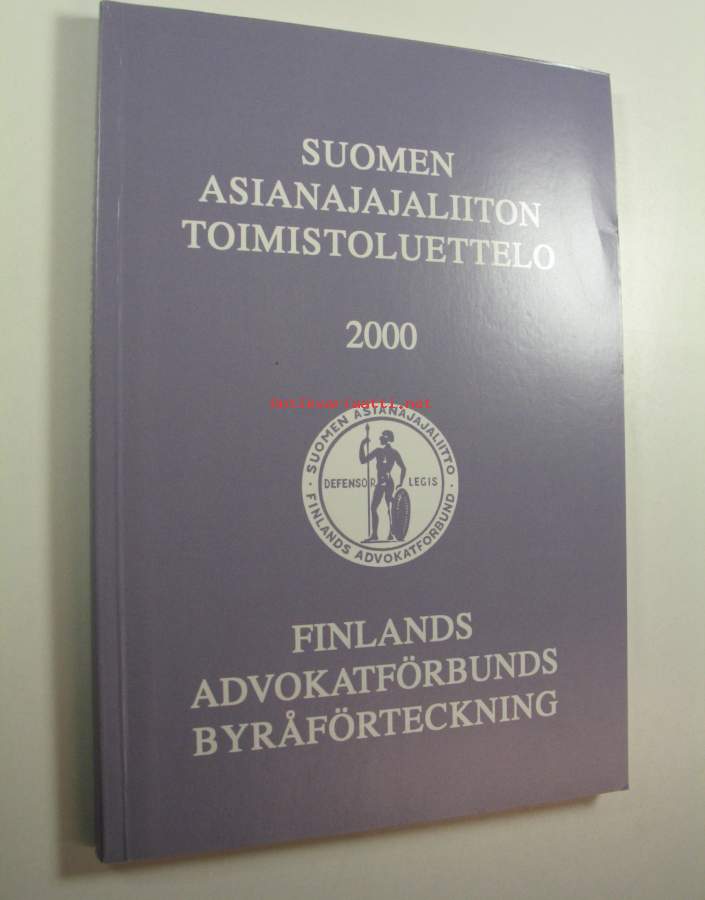 SUOMEN
ASIANAJAJALIITON
TOIMISTOLUETTELO
2000
antikvariaatti.net
· SUOMEN ASIANAJAJALIITTO ·
DEFENSOR LEGIS
FINLANDS ADVOKATFÖRBUND
FINLANDS
ADVOKATFÖRBUNDS
BYRÅFÖRTECKNING